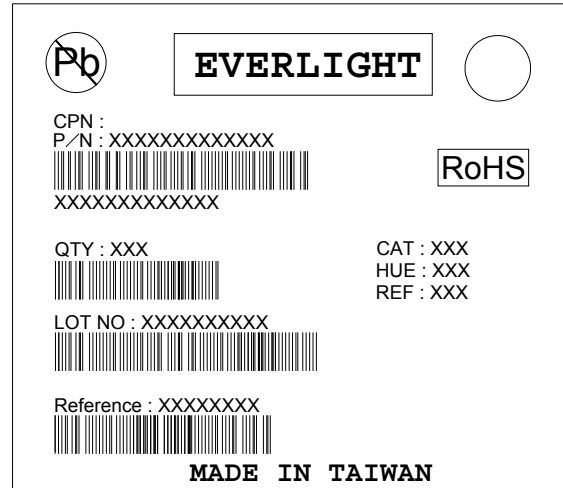 Pb
EVERLIGHT
CPN :
P/N : XXXXXXXXXXXXX
RoHS
XXXXXXXXXXXXX
QTY : XXX
CAT : XXX
HUE : XXX
REF : XXX
LOT NO : XXXXXXXXXX
Reference : XXXXXXXX
MADE IN TAIWAN